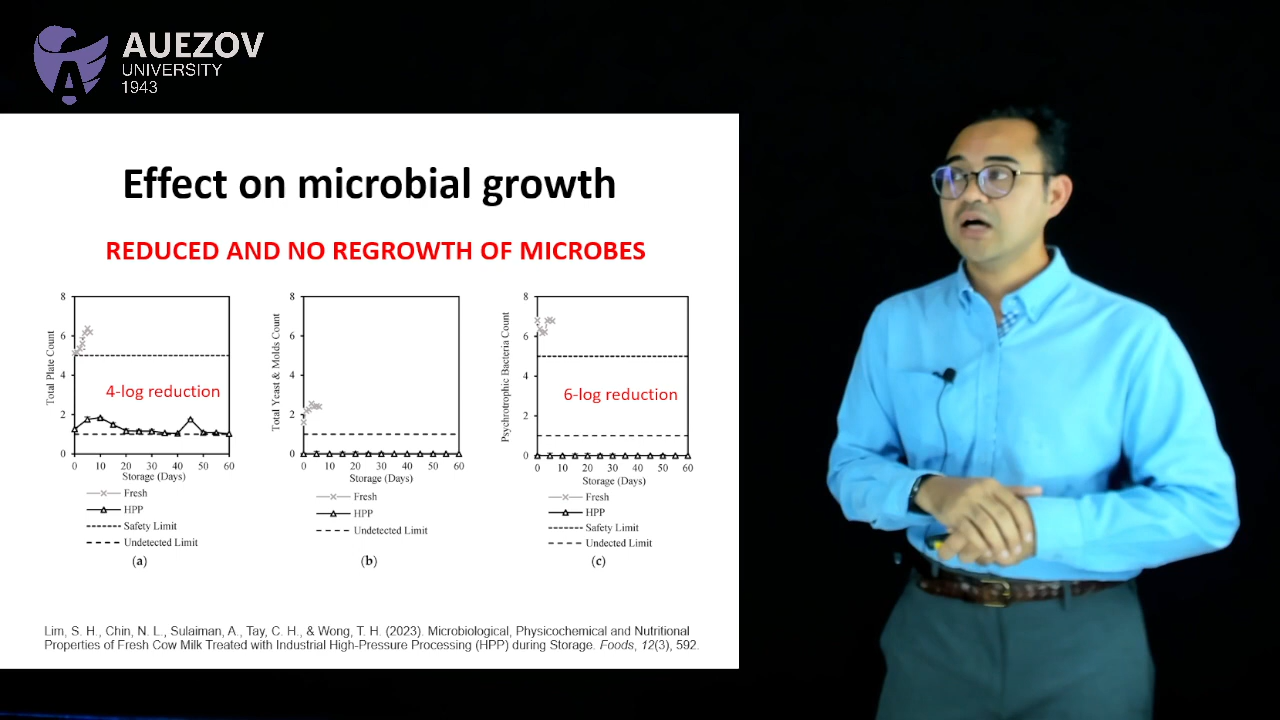 AUEZOV
UNIVERSITY
1943
Effect on microbial growth
REDUCED AND NO REGROWTH OF MICROBES
8
6
4
2
0
Total Plate Count
4-log reduction
0 10 20 30 40 50 60
Storage (Days)
Fresh
HPP
Safety Limit
Undetected Limit
(a)
8
6
4
2
0
Total Yeast & Molds Count
0 10 20 30 40 50 60
Storage (Days)
Fresh
HPP
Undetected Limit
(b)
8
6
4
2
0
Psychrotrophic Bacteria Count
6-log reduction
0 10 20 30 40 50 60
Storage (Days)
Fresh
HPP
Safety Limit
Undected Limit
(c)
Lim, S. H., Chin, N. L., Sulaiman, A., Tay, C. H., & Wong, T. H. (2023). Microbiological, Physicochemical and Nutritional
Properties of Fresh Cow Milk Treated with Industrial High-Pressure Processing (HPP) during Storage. Foods, 12(3), 592.